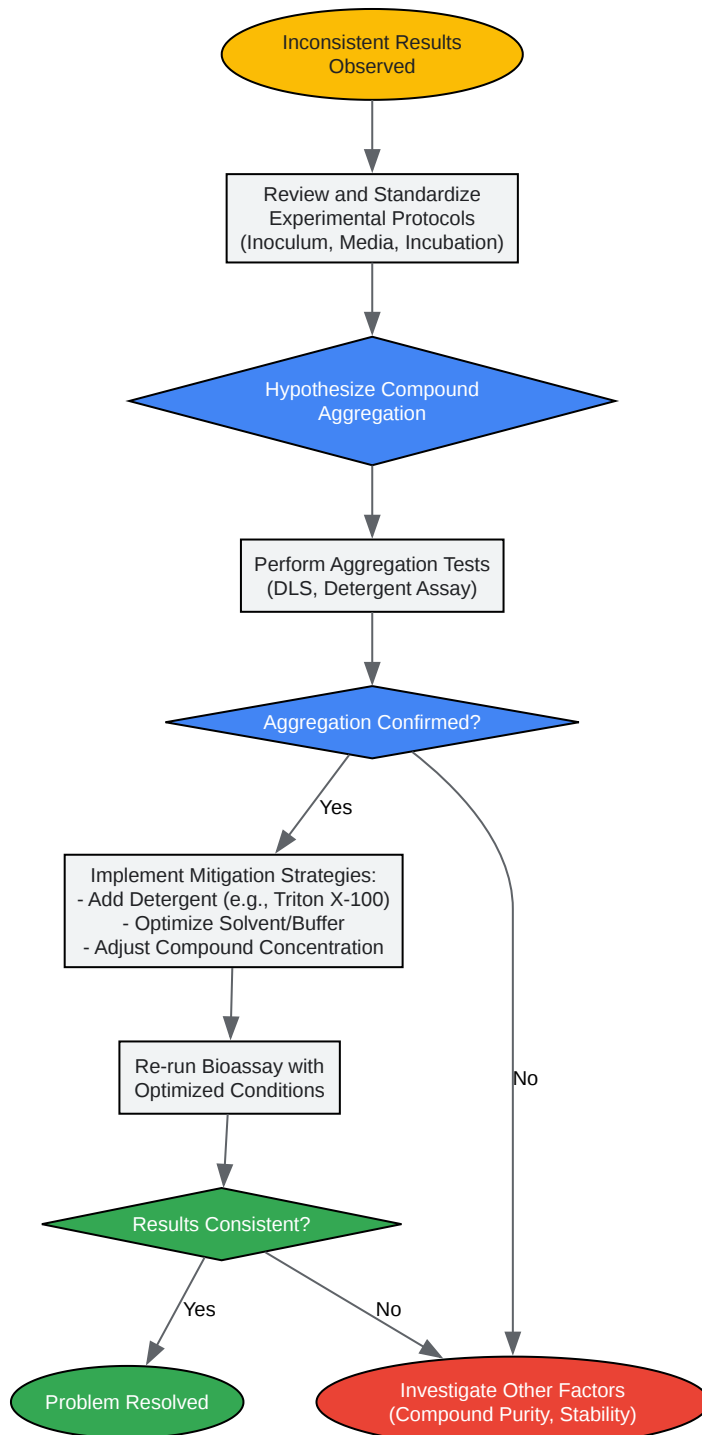 Inconsistent Results
Observed
Review and Standardize
Experimental Protocols
(Inoculum, Media, Incubation)
Hypothesize Compound
Aggregation
Perform Aggregation Tests
(DLS, Detergent Assay)
Aggregation Confirmed?
Yes
Implement Mitigation Strategies:
- Add Detergent (e.g., Triton X-100)
- Optimize Solvent/Buffer
- Adjust Compound Concentration
Re-run Bioassay with
Optimized Conditions
No
Results Consistent?
Yes
No
Problem Resolved
Investigate Other Factors
(Compound Purity, Stability)